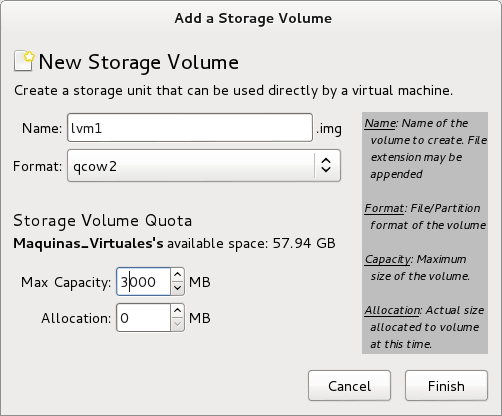 Add a Storage Volume
New Storage Volume
Create a storage unit that can be used directly by a virtual machine.
Name: lvm1 .img
Format: qcow2
Storage Volume Quota
Maquinas_Virtuales's available space: 57.94 GB
Max Capacity: 3000 MB
Allocation: 0 MB
Name: Name of the
volume to create. File
extension may be
appended
Format: File/Partition
format of the volume
Capacity: Maximum
size of the volume.
Allocation: Actual size
allocated to volume
at this time.
Cancel Finish